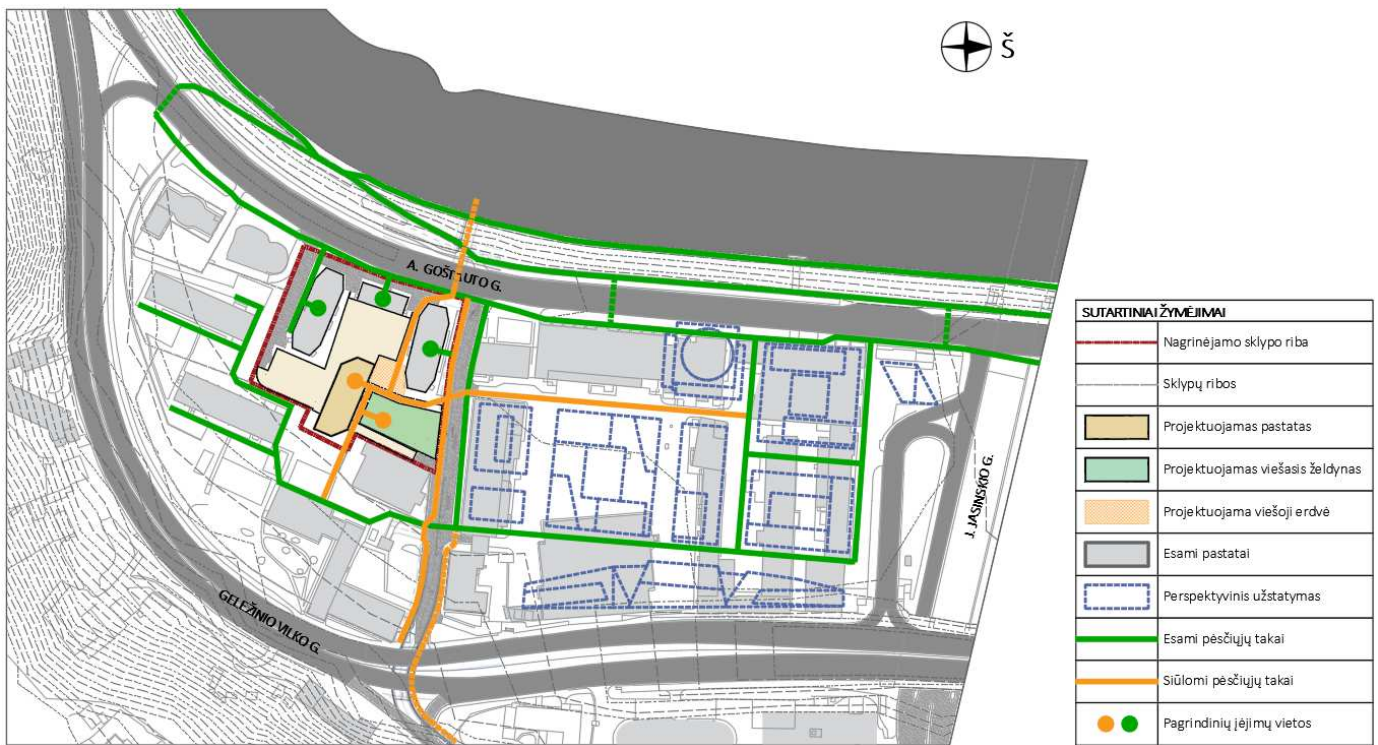 Š
A. GOŠTAUTO G.
J. JASINSKIO G.
GELEŽINIO VILKO G.
SUTARTINIAI ŽYMĖJIMAI
Nagrinėjamo sklypo riba
Sklypų ribos
Projektuojamas pastatas
Projektuojamas viešasis želdynas
Projektuojama viešoji erdvė
Esami pastatai
Perspektyvinis užstatymas
Esami pėsčiųjų takai
Siūlomi pėsčiųjų takai
Pagrindinių įėjimų vietos